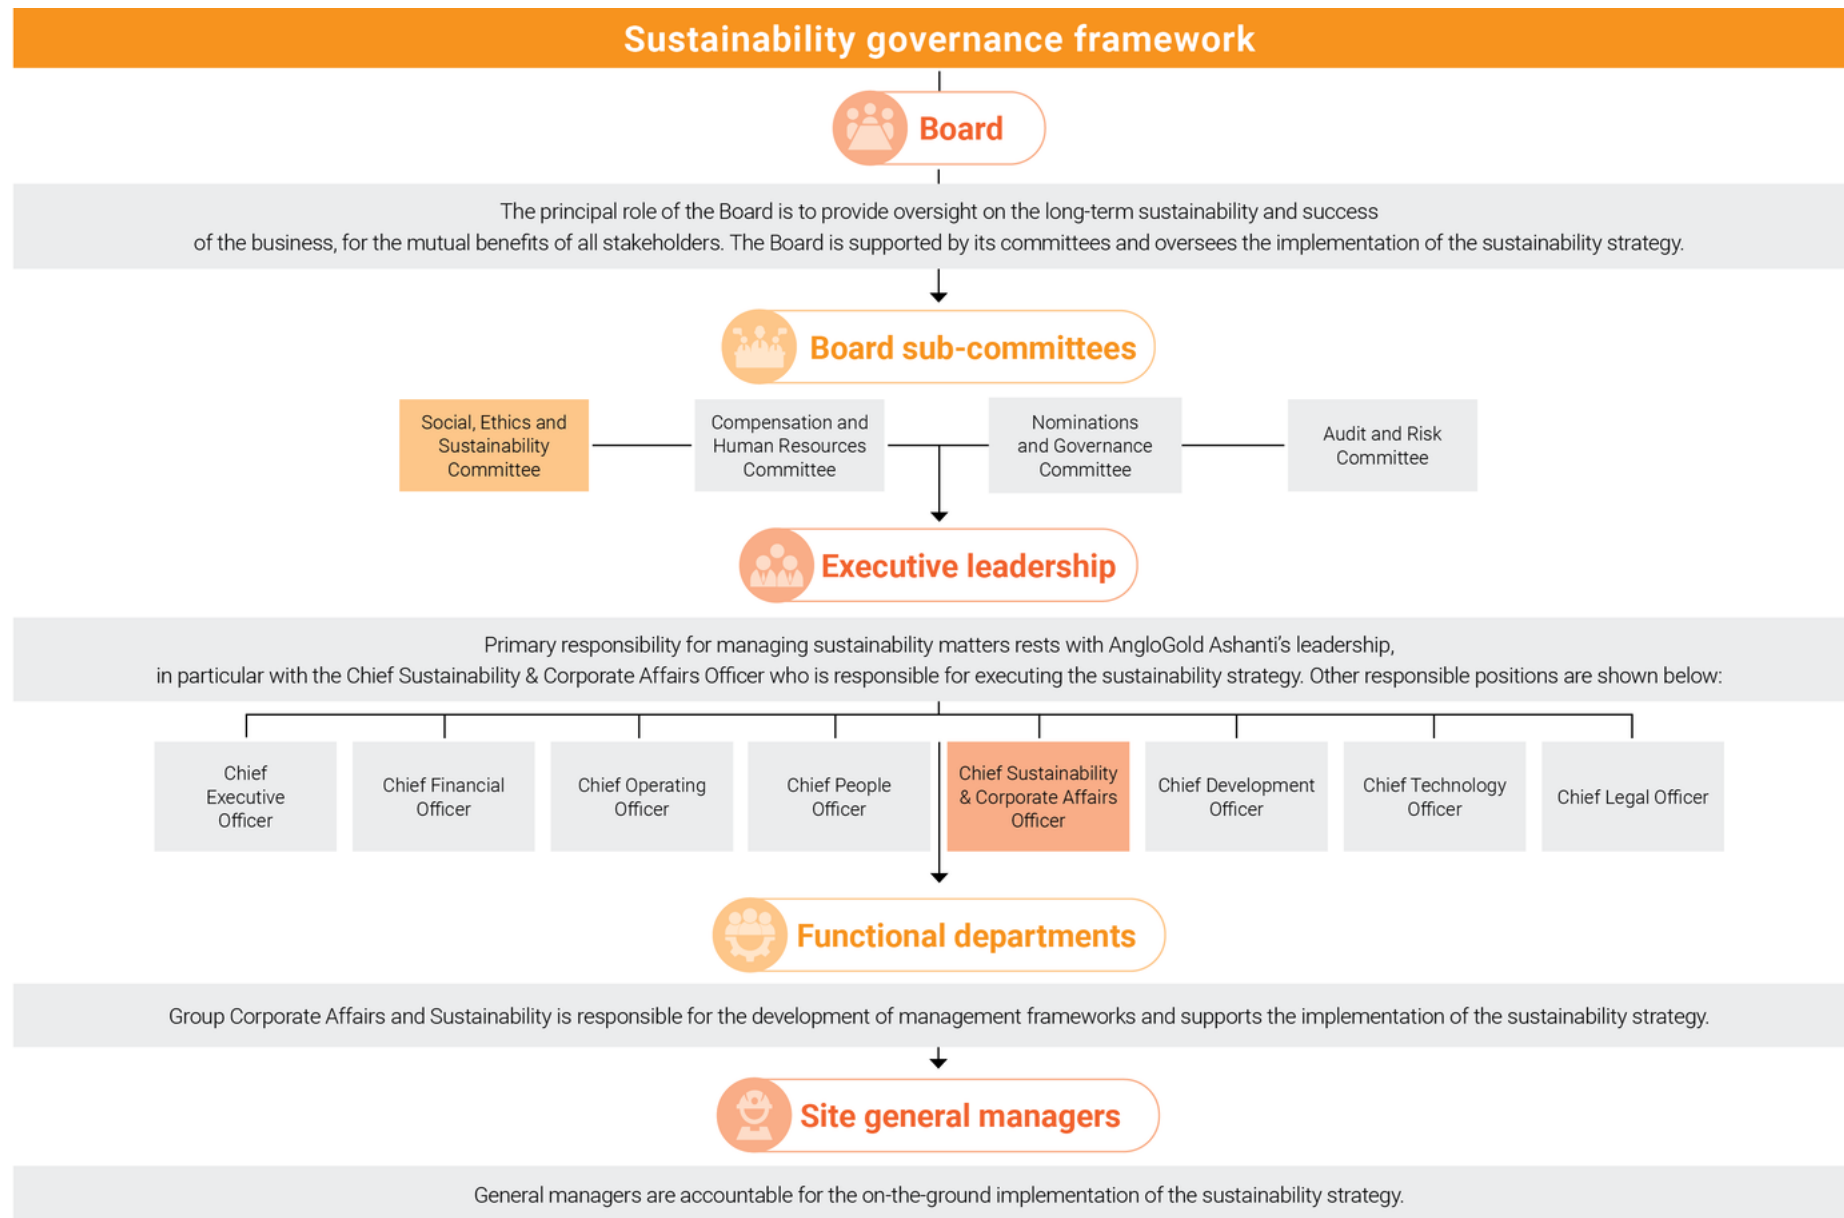 Sustainability governance framework
Board
The principal role of the Board is to provide oversight on the long-term sustainability and success
of the business, for the mutual benefits of all stakeholders. The Board is supported by its committees and oversees the implementation of the sustainability strategy.
Board sub-committees
Social, Ethics and
Sustainability
Committee
Compensation and
Human Resources
Committee
Nominations
and Governance
Committee
Audit and Risk
Committee
Executive leadership
Primary responsibility for managing sustainability matters rests with AngloGold Ashanti’s leadership,
in particular with the Chief Sustainability & Corporate Affairs Officer who is responsible for executing the sustainability strategy. Other responsible positions are shown below:
Chief
Executive
Officer
Chief Financial
Officer
Chief Operating
Officer
Chief People
Officer
Chief Sustainability
& Corporate Affairs
Officer
Chief Development
Officer
Chief Technology
Officer
Chief Legal Officer
Functional departments
Group Corporate Affairs and Sustainability is responsible for the development of management frameworks and supports the implementation of the sustainability strategy.
Site general managers
General managers are accountable for the on-the-ground implementation of the sustainability strategy.